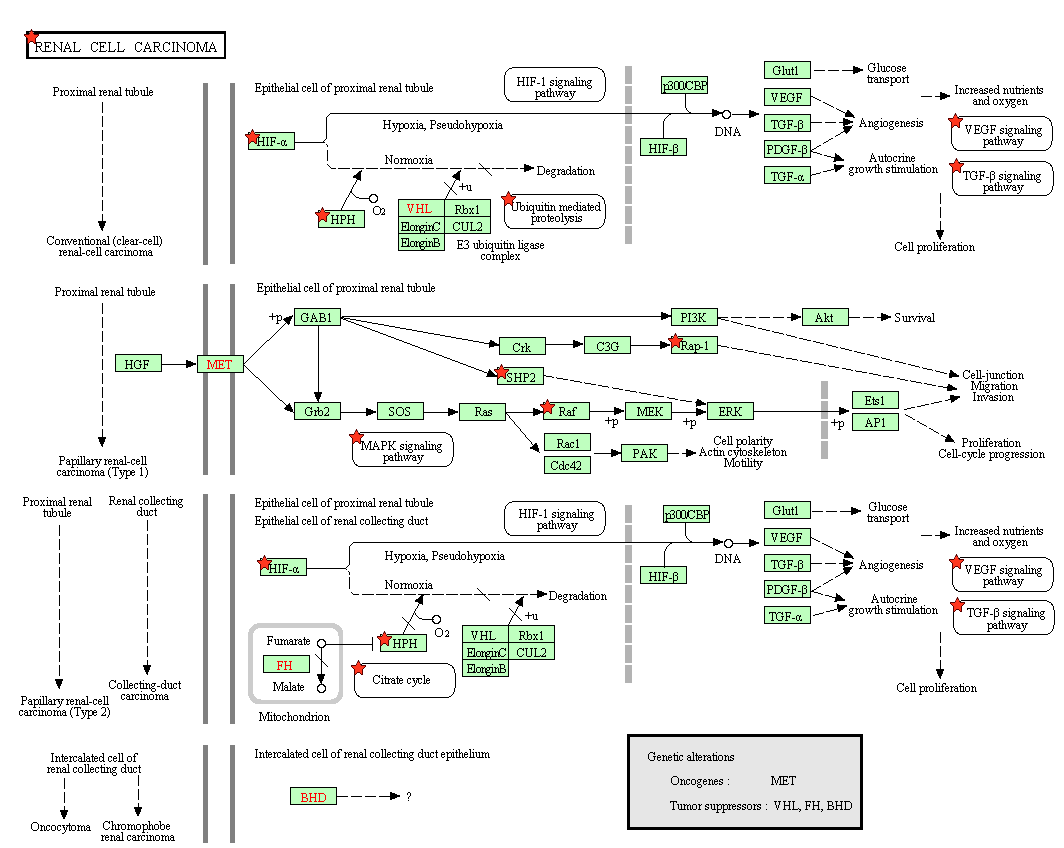 RENAL CELL CARCINOMA
Proximal renal tubule
Conventional (clear-cell)
renal-cell carcinoma
Epithelial cell of proximal renal tubule
HIF-1 signaling
pathway
HIF-α
Hypoxia, Pseudohypoxia
Normoxia
Degradation
HPH
O2
+u
VHL
Rbx1
ElonginC
CUL2
ElonginB
E3 ubiquitin ligase
complex
Ubiquitin mediated
proteolysis
p300/CBP
HIF-β
DNA
Glut1
VEGF
TGF-β
PDGF-β
TGF-α
Glucose
transport
Angiogenesis
Autocrine
growth stimulation
Increased nutrients
and oxygen
VEGF signaling
pathway
TGF-β signaling
pathway
Cell proliferation
Proximal renal tubule
Papillary renal-cell
carcinoma (Type 1)
Epithelial cell of proximal renal tubule
HGF
MET
+p
GAB1
PI3K
Akt
Survival
Crk
C3G
Rap-1
SHP2
Grb2
SOS
Ras
Raf
+p
MEK
+p
ERK
+p
Ets1
AP1
Cell-junction
Migration
Invasion
Proliferation
Cell-cycle progression
MAPK signaling
pathway
Rac1
Cdc42
PAK
Cell polarity
Actin cytoskeleton
Motility
Proximal renal
tubule
Renal collecting
duct
Papillary renal-cell
carcinoma (Type 2)
Collecting-duct
carcinoma
Epithelial cell of proximal renal tubule
Epithelial cell of renal collecting duct
HIF-1 signaling
pathway
HIF-α
Hypoxia, Pseudohypoxia
Normoxia
Degradation
HPH
O2
+u
VHL
Rbx1
ElonginC
CUL2
ElonginB
Fumarate
FH
Malate
Mitochondrion
Citrate cycle
p300/CBP
HIF-β
DNA
Glut1
VEGF
TGF-β
PDGF-β
TGF-α
Glucose
transport
Angiogenesis
Autocrine
growth stimulation
Increased nutrients
and oxygen
VEGF signaling
pathway
TGF-β signaling
pathway
Cell proliferation
Intercalated cell of
renal collecting duct
Oncocytoma
Chromophobe
renal carcinoma
Intercalated cell of renal collecting duct epithelium
BHD
?
Genetic alterations
Oncogenes : MET
Tumor suppressors : VHL, FH, BHD